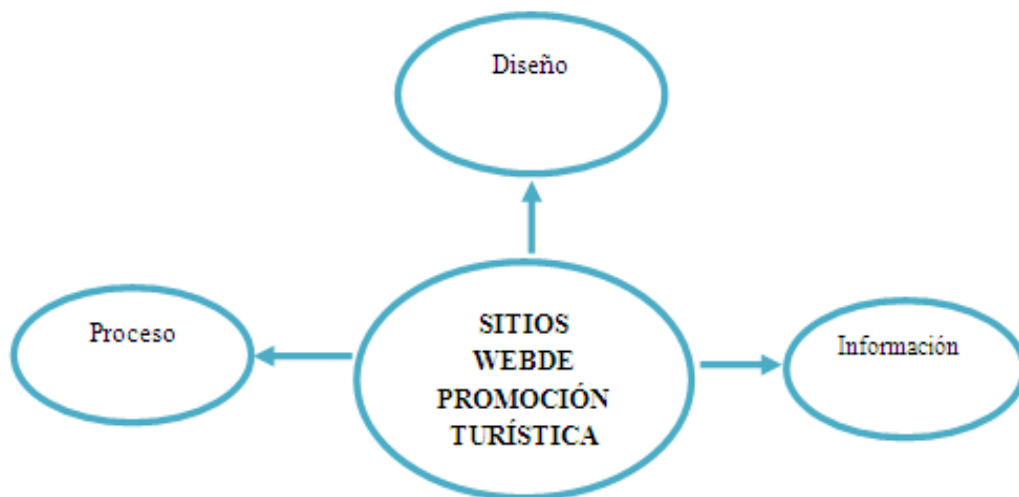 Diseño
Proceso
SITIOS
WEBDE
PROMOCIÓN
TURÍSTICA
Información